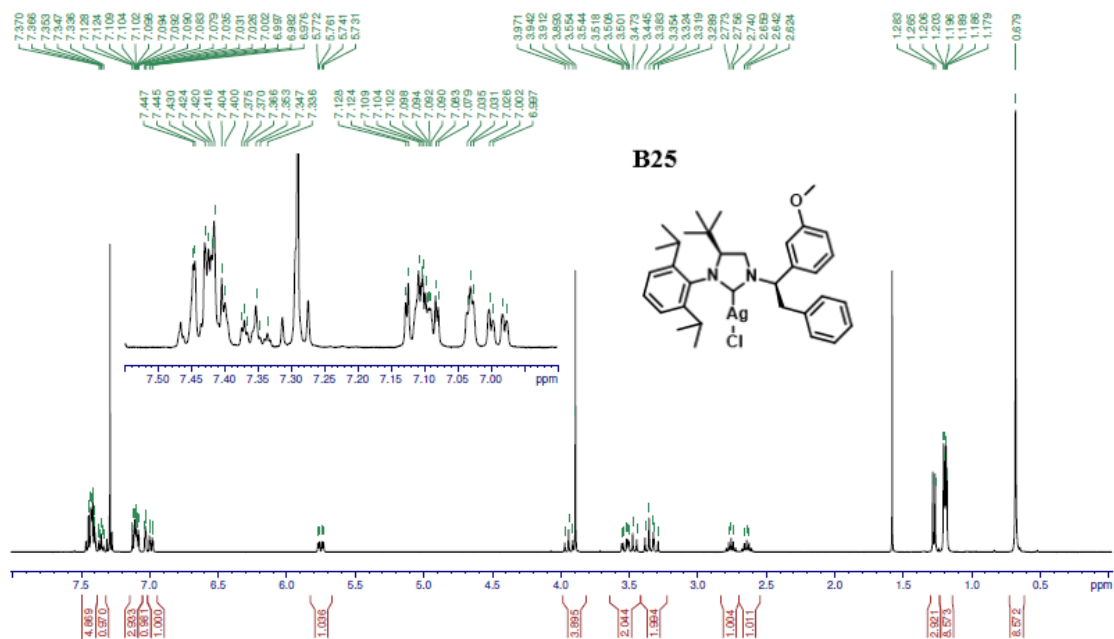 7.370 7.366 7.353 7.347 7.336 7.128 7.124 7.109 7.104 7.102 7.098 7.094 7.092 7.090 7.083 7.079 7.035 7.031 7.026 7.002 6.997 6.982 6.976 5.772 5.761 5.741 5.731 3.971 3.942 3.912 3.893 3.554 3.544 3.518 3.508 3.501 3.473 3.445 3.383 3.354 3.324 3.319 3.289 2.773 2.756 2.740 2.659 2.642 2.624 1.283 1.265 1.206 1.203 1.196 1.189 1.186 1.179 0.679
7.447 7.445 7.430 7.424 7.420 7.416 7.404 7.400 7.375 7.370 7.366 7.353 7.347 7.336 7.128 7.124 7.109 7.104 7.102 7.098 7.094 7.092 7.090 7.083 7.079 7.035 7.031 7.026 7.002 6.997
B25
O
N N
Ag
Cl
7.50 7.45 7.40 7.35 7.30 7.25 7.20 7.15 7.10 7.05 7.00 ppm
7.5 7.0 6.5 6.0 5.5 5.0 4.5 4.0 3.5 3.0 2.5 2.0 1.5 1.0 0.5 ppm
4.869 0.970 2.933 0.981 1.000 1.036 3.895 2.044 1.994 1.004 1.011 2.921 8.573 8.572